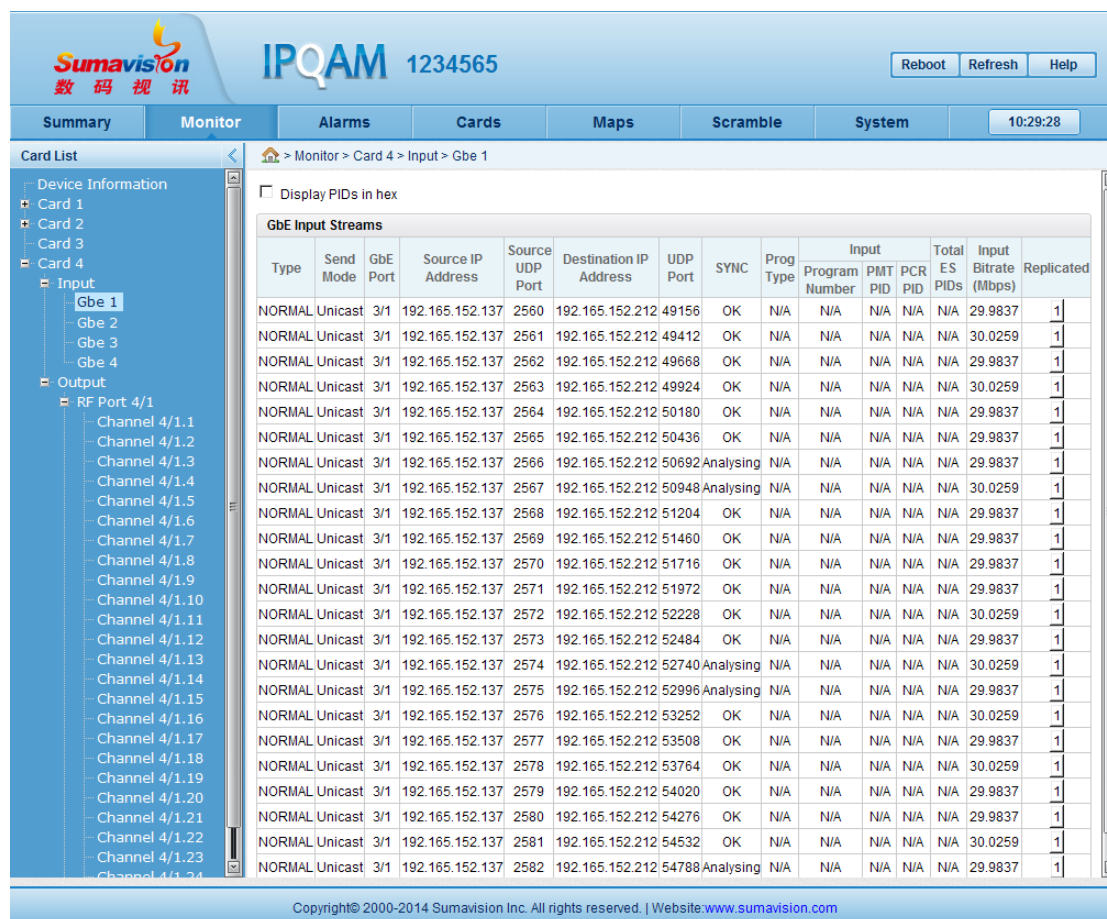 Sumavision
数 码 视 讯
IPQAM 1234565
Reboot Refresh Help
Summary Monitor Alarms Cards Maps Scramble System 10:29:28
Card List
> Monitor > Card 4 > Input > Gbe 1
Device Information
Card 1
Card 2
Card 3
Card 4
Input
Gbe 1
Gbe 2
Gbe 3
Gbe 4
Output
RF Port 4/1
Channel 4/1.1
Channel 4/1.2
Channel 4/1.3
Channel 4/1.4
Channel 4/1.5
Channel 4/1.6
Channel 4/1.7
Channel 4/1.8
Channel 4/1.9
Channel 4/1.10
Channel 4/1.11
Channel 4/1.12
Channel 4/1.13
Channel 4/1.14
Channel 4/1.15
Channel 4/1.16
Channel 4/1.17
Channel 4/1.18
Channel 4/1.19
Channel 4/1.20
Channel 4/1.21
Channel 4/1.22
Channel 4/1.23
Channel 4/1.24
Display PIDs in hex
GbE Input Streams
Type Send Mode GbE Port Source IP Address Source UDP Port Destination IP Address UDP Port SYNC Prog Type Input Program Number PMT PID PCR PID Total ES PIDs Input Bitrate (Mbps) Replicated
NORMAL Unicast 3/1 192.165.152.137 2560 192.165.152.212 49156 OK N/A N/A N/A N/A N/A 29.9837 1
NORMAL Unicast 3/1 192.165.152.137 2561 192.165.152.212 49412 OK N/A N/A N/A N/A N/A 30.0259 1
NORMAL Unicast 3/1 192.165.152.137 2562 192.165.152.212 49668 OK N/A N/A N/A N/A N/A 29.9837 1
NORMAL Unicast 3/1 192.165.152.137 2563 192.165.152.212 49924 OK N/A N/A N/A N/A N/A 30.0259 1
NORMAL Unicast 3/1 192.165.152.137 2564 192.165.152.212 50180 OK N/A N/A N/A N/A N/A 29.9837 1
NORMAL Unicast 3/1 192.165.152.137 2565 192.165.152.212 50436 OK N/A N/A N/A N/A N/A 29.9837 1
NORMAL Unicast 3/1 192.165.152.137 2566 192.165.152.212 50692 Analysing N/A N/A N/A N/A N/A 29.9837 1
NORMAL Unicast 3/1 192.165.152.137 2567 192.165.152.212 50948 Analysing N/A N/A N/A N/A N/A 30.0259 1
NORMAL Unicast 3/1 192.165.152.137 2568 192.165.152.212 51204 OK N/A N/A N/A N/A N/A 29.9837 1
NORMAL Unicast 3/1 192.165.152.137 2569 192.165.152.212 51460 OK N/A N/A N/A N/A N/A 29.9837 1
NORMAL Unicast 3/1 192.165.152.137 2570 192.165.152.212 51716 OK N/A N/A N/A N/A N/A 29.9837 1
NORMAL Unicast 3/1 192.165.152.137 2571 192.165.152.212 51972 OK N/A N/A N/A N/A N/A 29.9837 1
NORMAL Unicast 3/1 192.165.152.137 2572 192.165.152.212 52228 OK N/A N/A N/A N/A N/A 30.0259 1
NORMAL Unicast 3/1 192.165.152.137 2573 192.165.152.212 52484 OK N/A N/A N/A N/A N/A 29.9837 1
NORMAL Unicast 3/1 192.165.152.137 2574 192.165.152.212 52740 Analysing N/A N/A N/A N/A N/A 30.0259 1
NORMAL Unicast 3/1 192.165.152.137 2575 192.165.152.212 52996 Analysing N/A N/A N/A N/A N/A 29.9837 1
NORMAL Unicast 3/1 192.165.152.137 2576 192.165.152.212 53252 OK N/A N/A N/A N/A N/A 30.0259 1
NORMAL Unicast 3/1 192.165.152.137 2577 192.165.152.212 53508 OK N/A N/A N/A N/A N/A 29.9837 1
NORMAL Unicast 3/1 192.165.152.137 2578 192.165.152.212 53764 OK N/A N/A N/A N/A N/A 30.0259 1
NORMAL Unicast 3/1 192.165.152.137 2579 192.165.152.212 54020 OK N/A N/A N/A N/A N/A 29.9837 1
NORMAL Unicast 3/1 192.165.152.137 2580 192.165.152.212 54276 OK N/A N/A N/A N/A N/A 29.9837 1
NORMAL Unicast 3/1 192.165.152.137 2581 192.165.152.212 54532 OK N/A N/A N/A N/A N/A 30.0259 1
NORMAL Unicast 3/1 192.165.152.137 2582 192.165.152.212 54788 Analysing N/A N/A N/A N/A N/A 29.9837 1
Copyright© 2000-2014 Sumavision Inc. All rights reserved. | Website:www.sumavision.com